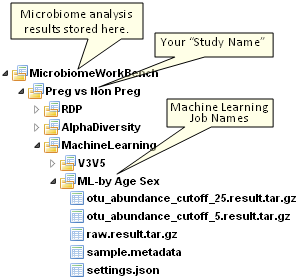 Microbiome analysis
results stored here.
Your “Study Name”
MicrobiomeWorkBench
Preg vs Non Preg
RDP
Machine Learning
Job Names
AlphaDiversity
MachineLearning
V3V5
ML-by Age Sex
otu_abundance_cutoff_25.result.tar.gz
otu_abundance_cutoff_5.result.tar.gz
raw.result.tar.gz
sample.metadata
settings.json